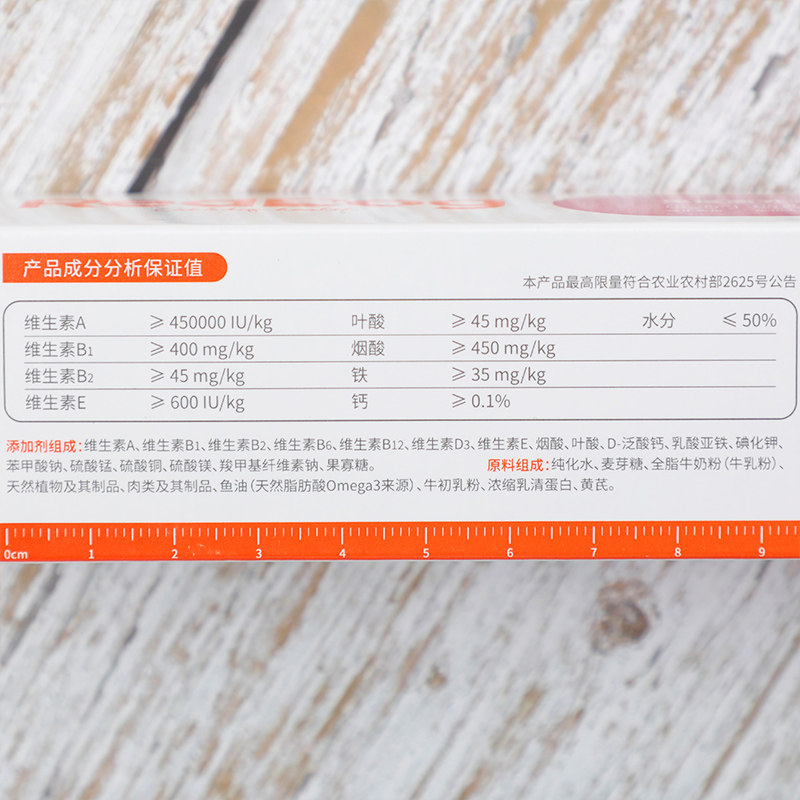 产品成分分析保证值
本产品最高限量符合农业农村部2625号公告
维生素A ≥ 450000 IU/kg 叶酸 ≥ 45 mg/kg 水分 ≤ 50%
维生素B1 ≥ 400 mg/kg 烟酸 ≥ 450 mg/kg
维生素B2 ≥ 45 mg/kg 铁 ≥ 35 mg/kg
维生素E ≥ 600 IU/kg 钙 ≥ 0.1%
添加剂组成:维生素A、维生素B1、维生素B2、维生素B6、维生素B12、维生素D3、维生素E、烟酸、叶酸、D-泛酸钙、乳酸亚铁、碘化钾、
苯甲酸钠、硫酸锰、硫酸铜、硫酸镁、羧甲基纤维素钠、果寡糖。 原料组成:纯化水、麦芽糖、全脂牛奶粉(牛乳粉)、
天然植物及其制品、肉类及其制品、鱼油(天然脂肪酸Omega3来源)、牛初乳粉、浓缩乳清蛋白、黄芪。
0cm 1 2 3 4 5 6 7 8 9